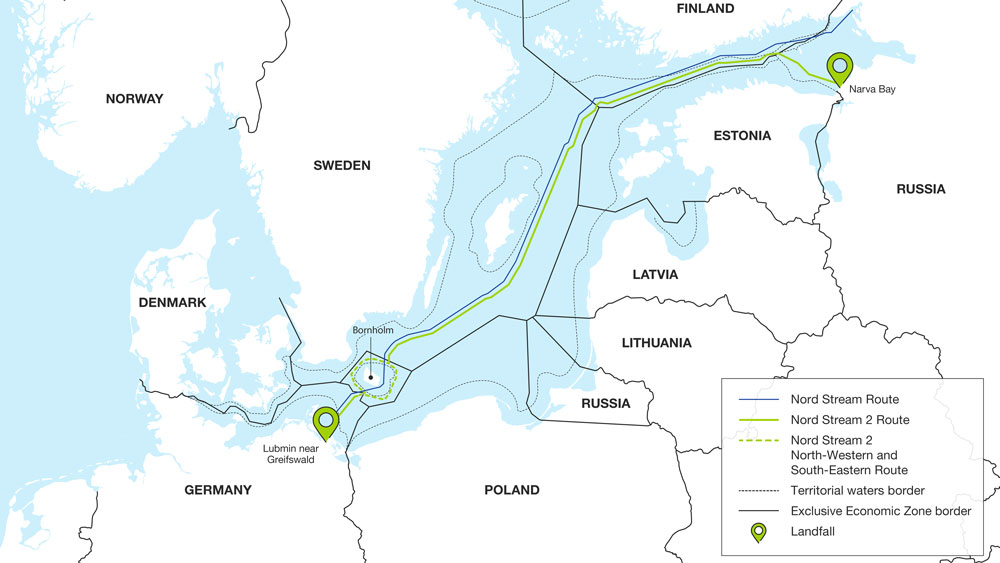 FINLAND
NORWAY
Narva Bay
ESTONIA
SWEDEN
RUSSIA
LATVIA
DENMARK
Bornholm
LITHUANIA
RUSSIA
Lubmin near
Greifswald
GERMANY
POLAND
Nord Stream Route
Nord Stream 2 Route
Nord Stream 2
North-Western and
South-Eastern Route
Territorial waters border
Exclusive Economic Zone border
Landfall